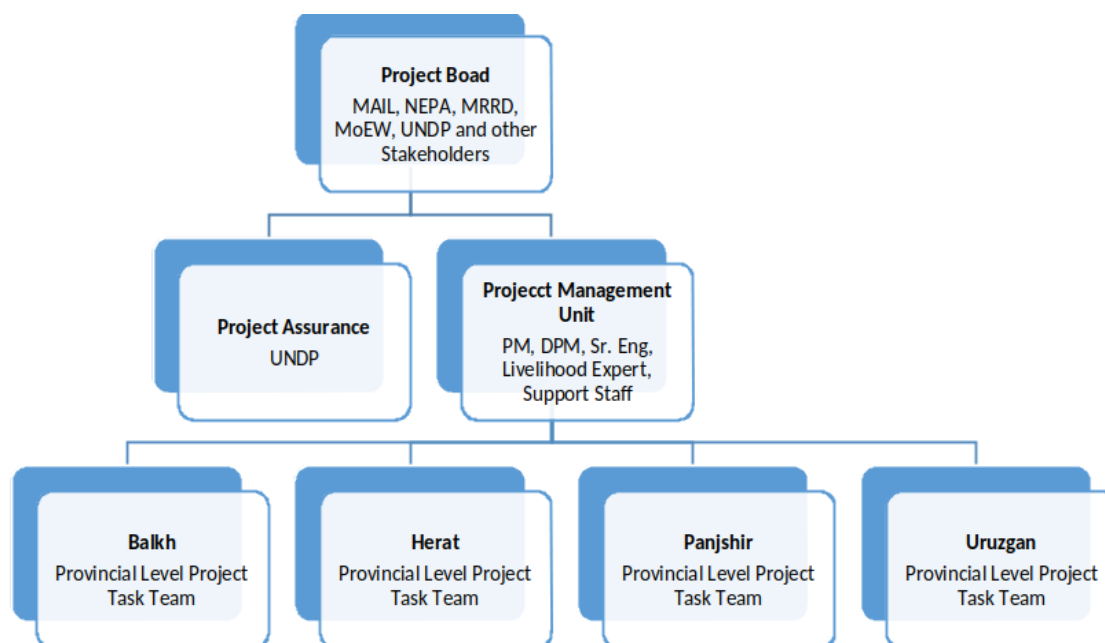 Project Boad
MAIL, NEPA, MRRD,
MoEW, UNDP and other
Stakeholders
Project Assurance
UNDP
Projecct Management
Unit
PM, DPM, Sr. Eng,
Livelihood Expert,
Support Staff
Balkh
Provincial Level Project
Task Team
Herat
Provincial Level Project
Task Team
Panjshir
Provincial Level Project
Task Team
Uruzgan
Provincial Level Project
Task Team